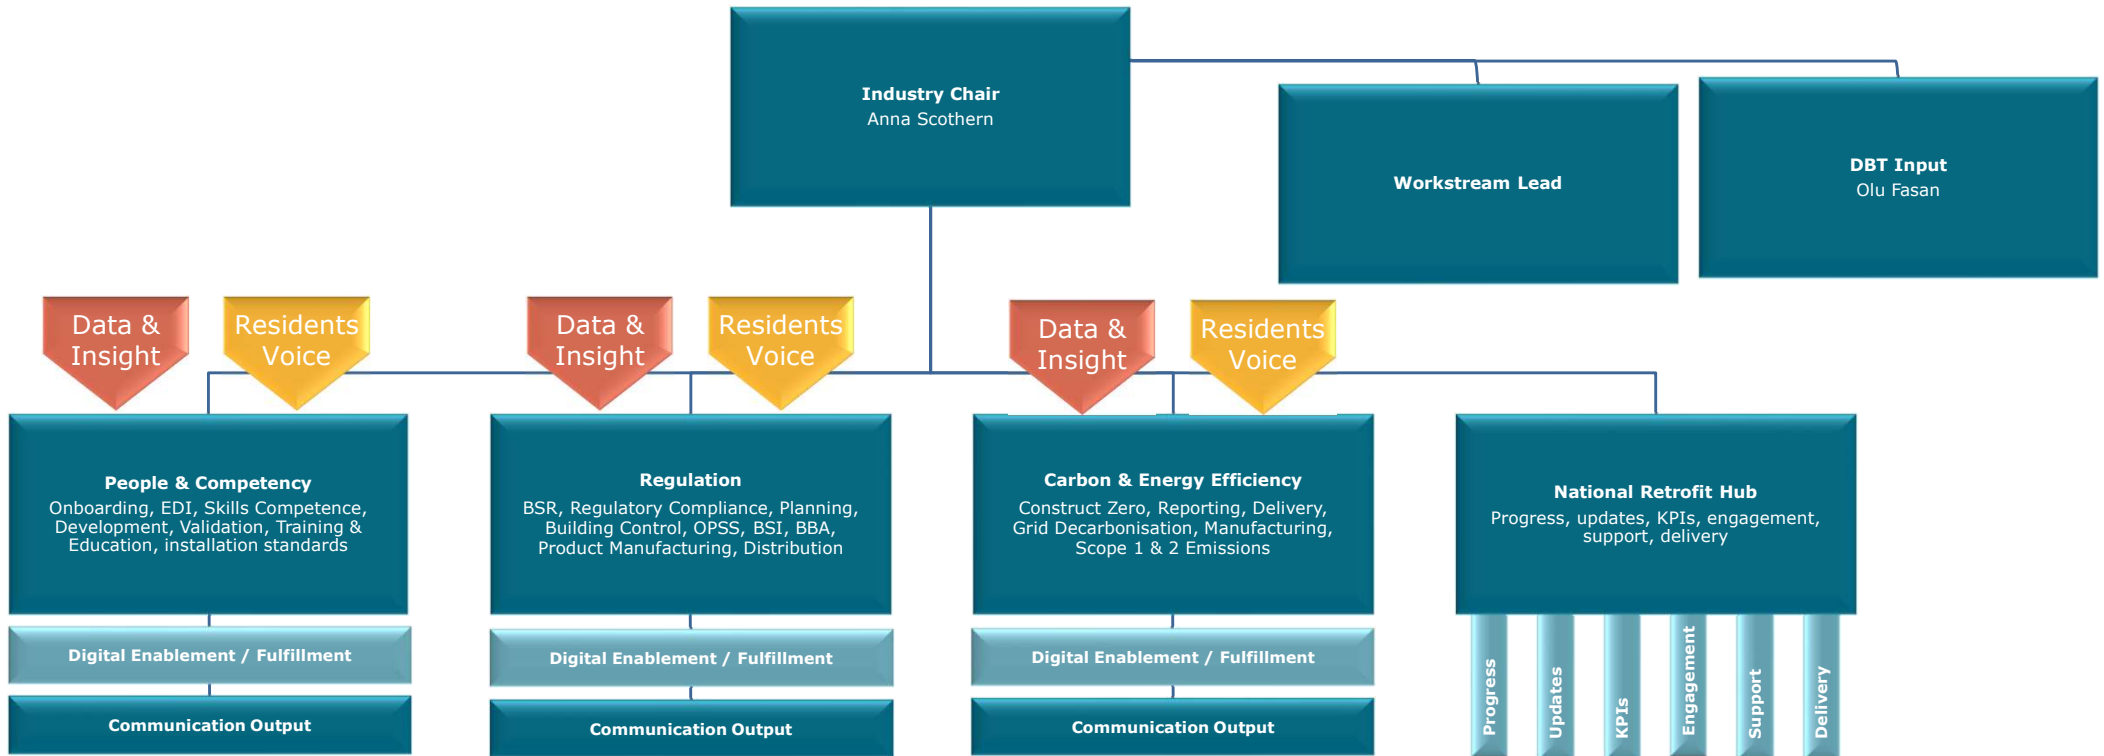 Industry Chair
Anna Scothern
Workstream Lead
DBT Input
Olu Fasan
Data &
Insight
Residents
Voice
Data &
Insight
Residents
Voice
Data &
Insight
Residents
Voice
People & Competency
Onboarding, EDI, Skills Competence,
Development, Validation, Training &
Education, installation standards
Regulation
BSR, Regulatory Compliance, Planning,
Building Control, OPSS, BSI, BBA,
Product Manufacturing, Distribution
Carbon & Energy Efficiency
Construct Zero, Reporting, Delivery,
Grid Decarbonisation, Manufacturing,
Scope 1 & 2 Emissions
National Retrofit Hub
Progress, updates, KPIs, engagement,
support, delivery
Digital Enablement / Fulfillment
Communication Output
Digital Enablement / Fulfillment
Communication Output
Digital Enablement / Fulfillment
Communication Output
Progress
Updates
KPIs
Engagement
Support
Delivery